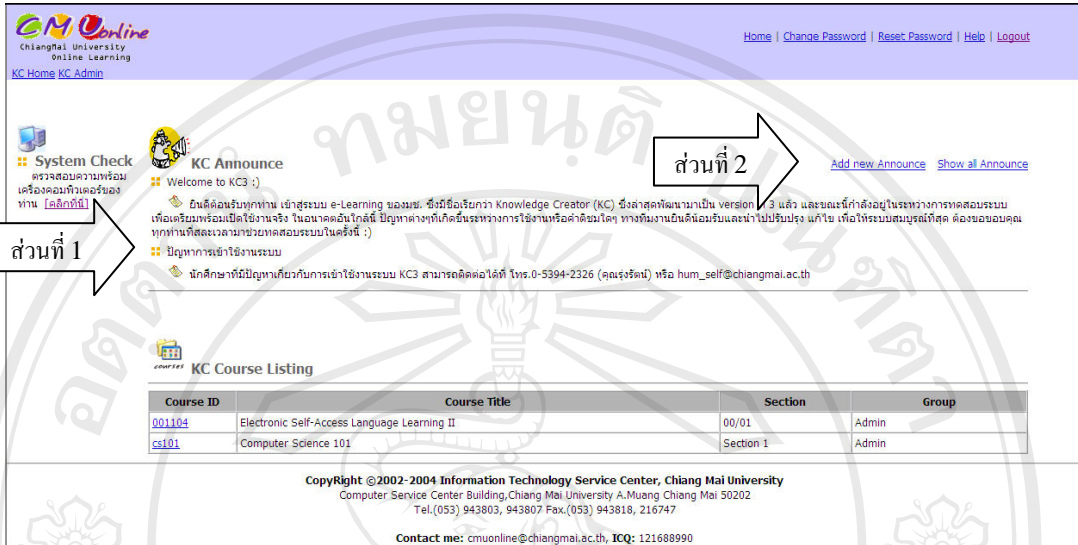 CMU Online
ChiangMai University
Online Learning
KC Home KC Admin
Home | Change Password | Reset Password | Help | Logout
System Check
ตรวจสอบความพร้อม
เครื่องคอมพิวเตอร์ของ
ท่าน [คลิกที่นี่]
KC Announce
ส่วนที่ 2
Add new Announce Show all Announce
Welcome to KC3 :)
ยินดีต้อนรับทุกท่าน เข้าสู่ระบบ e-Learning ของมช. ซึ่งมีชื่อเรียกว่า Knowledge Creator (KC) ซึ่งล่าสุดพัฒนามาเป็น version ที่ 3 แล้ว และขณะนี้กำลังอยู่ในระหว่างการทดสอบระบบ
เพื่อเตรียมพร้อมเปิดใช้งานจริง ในอนาคตอันใกล้นี้ ปัญหาต่างๆที่เกิดขึ้นระหว่างการใช้งานหรือคำติชมใดๆ ทางทีมงานยินดีน้อมรับและนำไปปรับปรุง แก้ไข เพื่อให้ระบบสมบูรณ์ที่สุด ต้องขอขอบคุณ
ทุกท่านที่สละเวลามาช่วยทดสอบระบบในครั้งนี้ :)
ส่วนที่ 1
ปัญหาการเข้าใช้งานระบบ
นักศึกษาที่มีปัญหาเกี่ยวกับการเข้าใช้งานระบบ KC3 สามารถติดต่อได้ที่ โทร.0-5394-2326 (คุณรุ่งรัตน์) หรือ hum_self@chiangmai.ac.th
courses KC Course Listing
Course ID Course Title Section Group
001104 Electronic Self-Access Language Learning II 00/01 Admin
cs101 Computer Science 101 Section 1 Admin
CopyRight ©2002-2004 Information Technology Service Center, Chiang Mai University
Computer Service Center Building,Chiang Mai University A.Muang Chiang Mai 50202
Tel.(053) 943803, 943807 Fax.(053) 943818, 216747
Contact me: cmuonline@chiangmai.ac.th, ICQ: 121688990